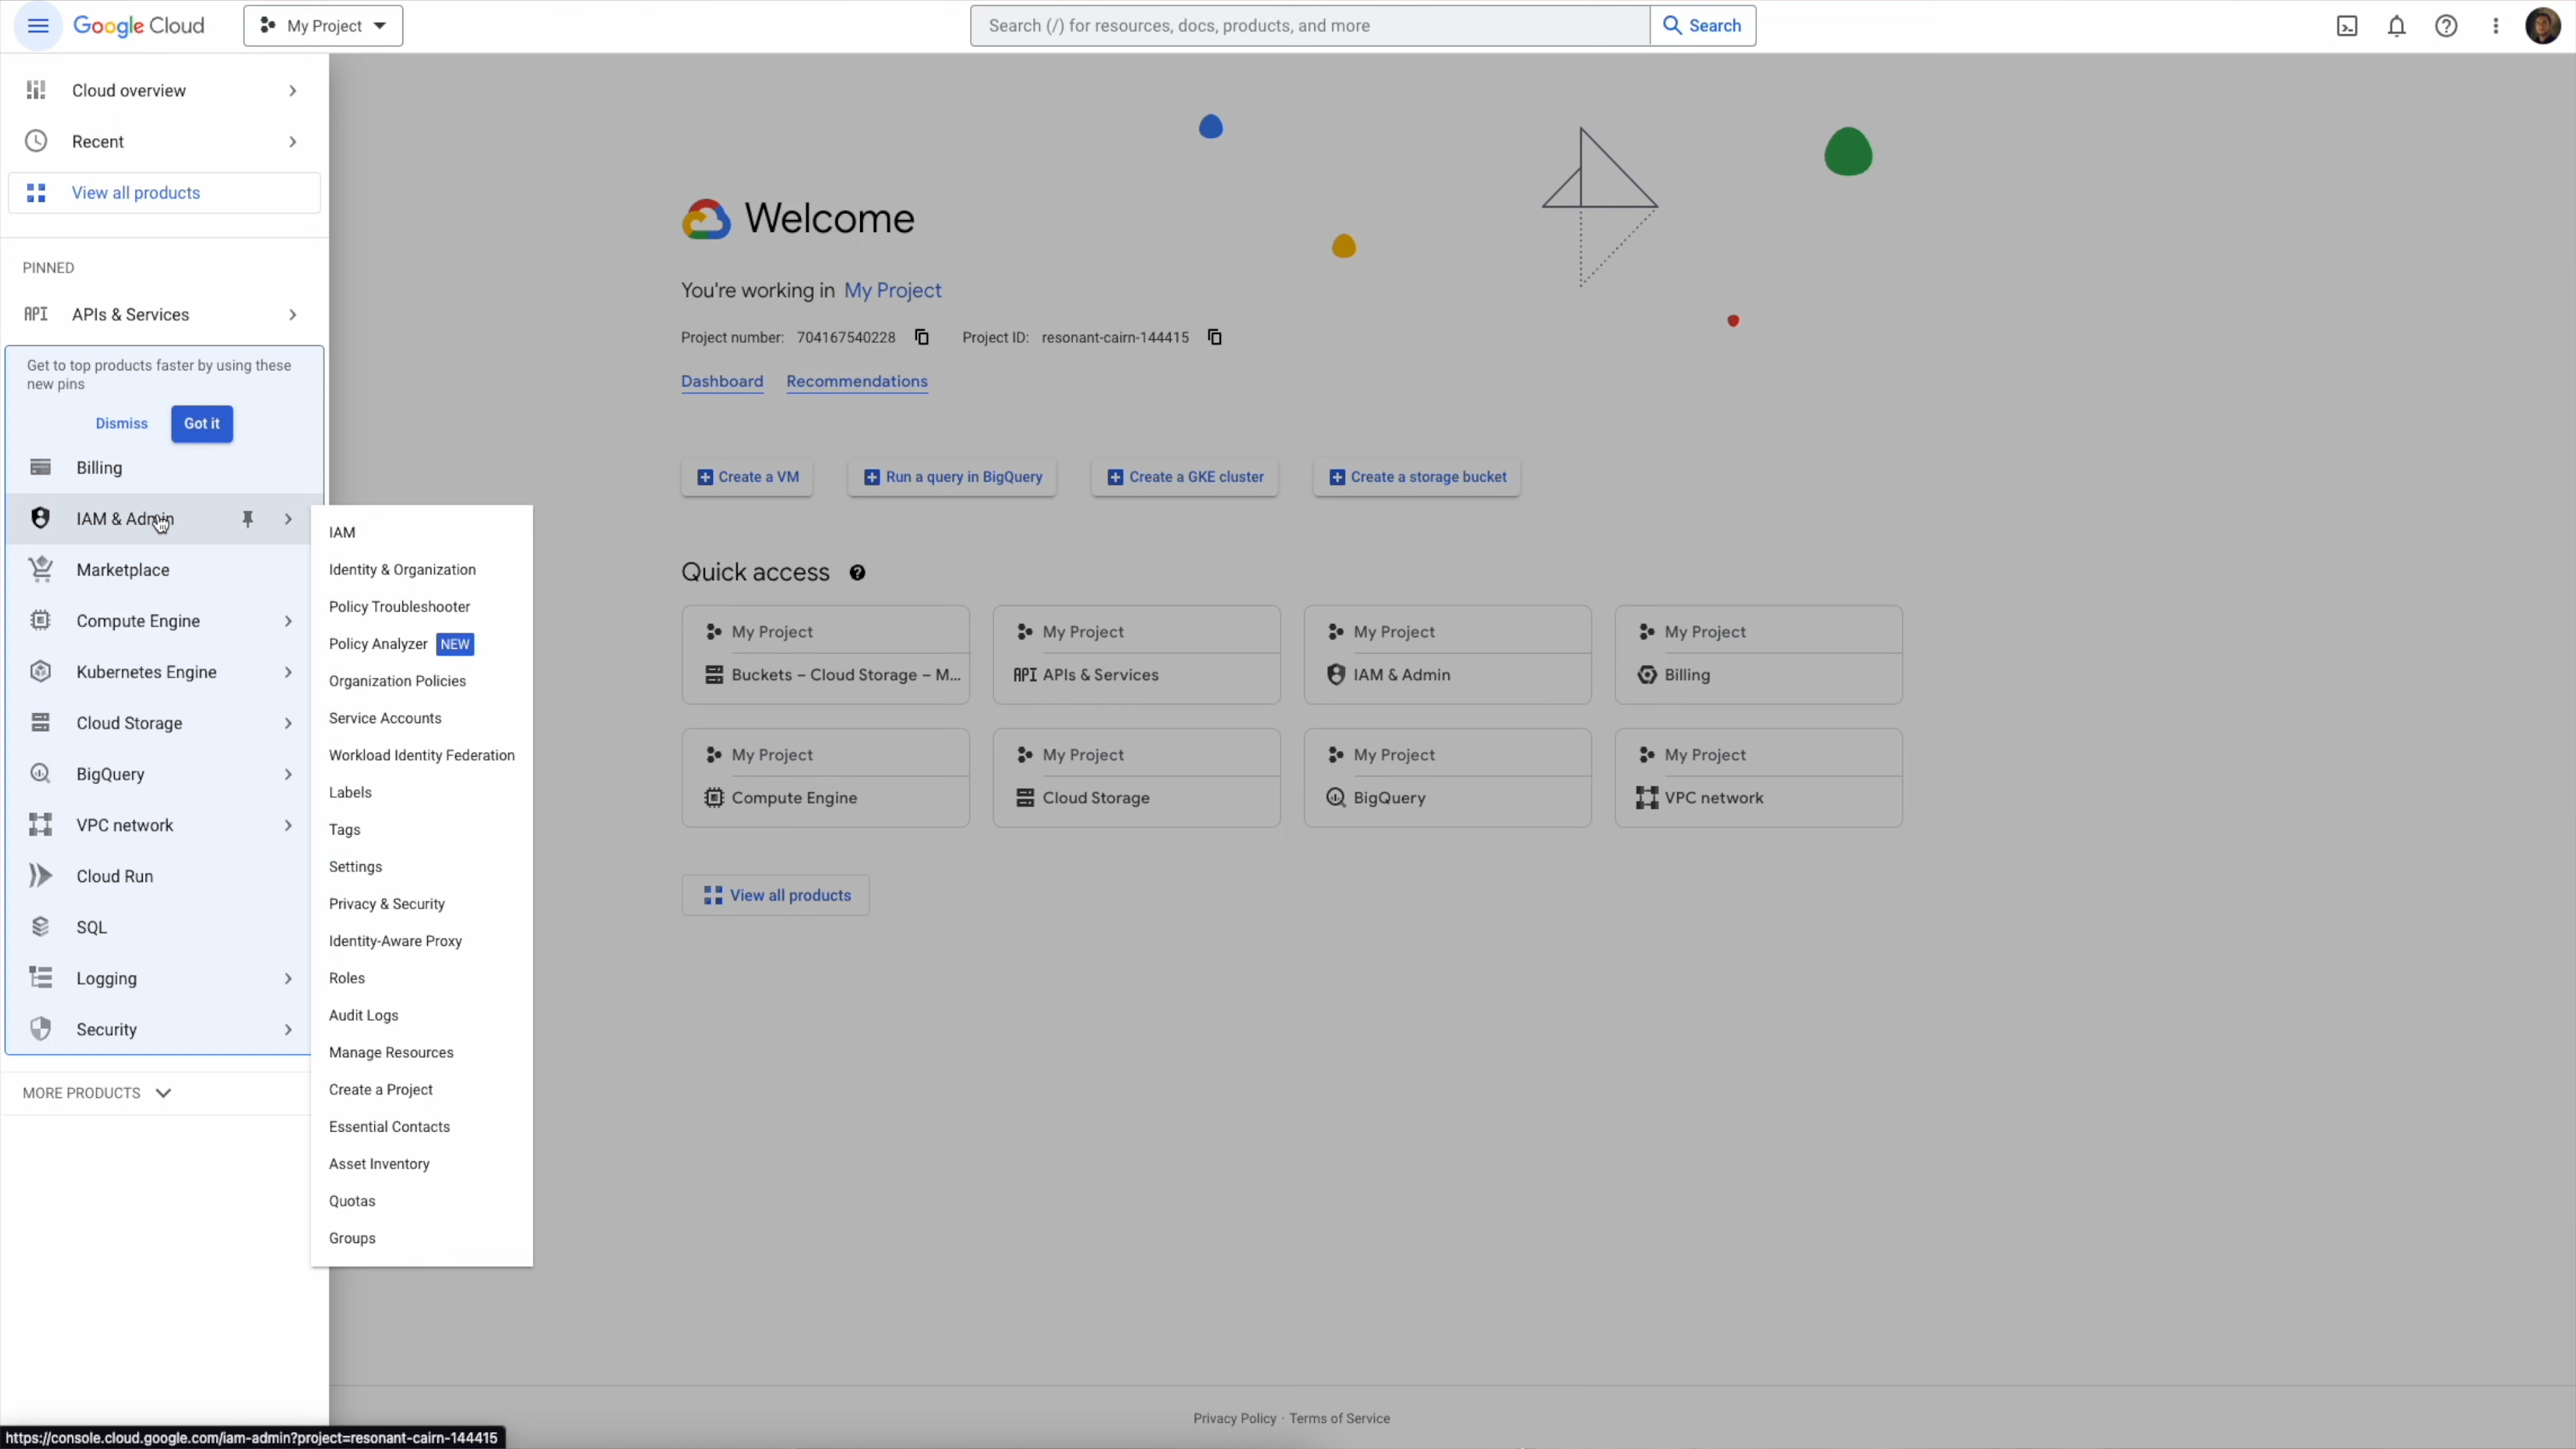 Google Cloud
My Project
Search (/) for resources, docs, products, and more
Search
Cloud overview
Recent
View all products
PINNED
API APIs & Services
Get to top products faster by using these
new pins
Dismiss
Got it
Billing
IAM & Admin
Marketplace
Compute Engine
Kubernetes Engine
Cloud Storage
BigQuery
VPC network
Cloud Run
SQL
Logging
Security
MORE PRODUCTS
IAM
Identity & Organization
Policy Troubleshooter
Policy Analyzer NEW
Organization Policies
Service Accounts
Workload Identity Federation
Labels
Tags
Settings
Privacy & Security
Identity-Aware Proxy
Roles
Audit Logs
Manage Resources
Create a Project
Essential Contacts
Asset Inventory
Quotas
Groups
Welcome
You're working in My Project
Project number: 704167540228 Project ID: resonant-cairn-144415
Dashboard Recommendations
Create a VM
Run a query in BigQuery
Create a GKE cluster
Create a storage bucket
Quick access
My Project
Buckets – Cloud Storage – M...
My Project
API APIs & Services
My Project
IAM & Admin
My Project
Billing
My Project
Compute Engine
My Project
Cloud Storage
My Project
BigQuery
My Project
VPC network
View all products
Privacy Policy · Terms of Service
https://console.cloud.google.com/iam-admin?project=resonant-cairn-144415